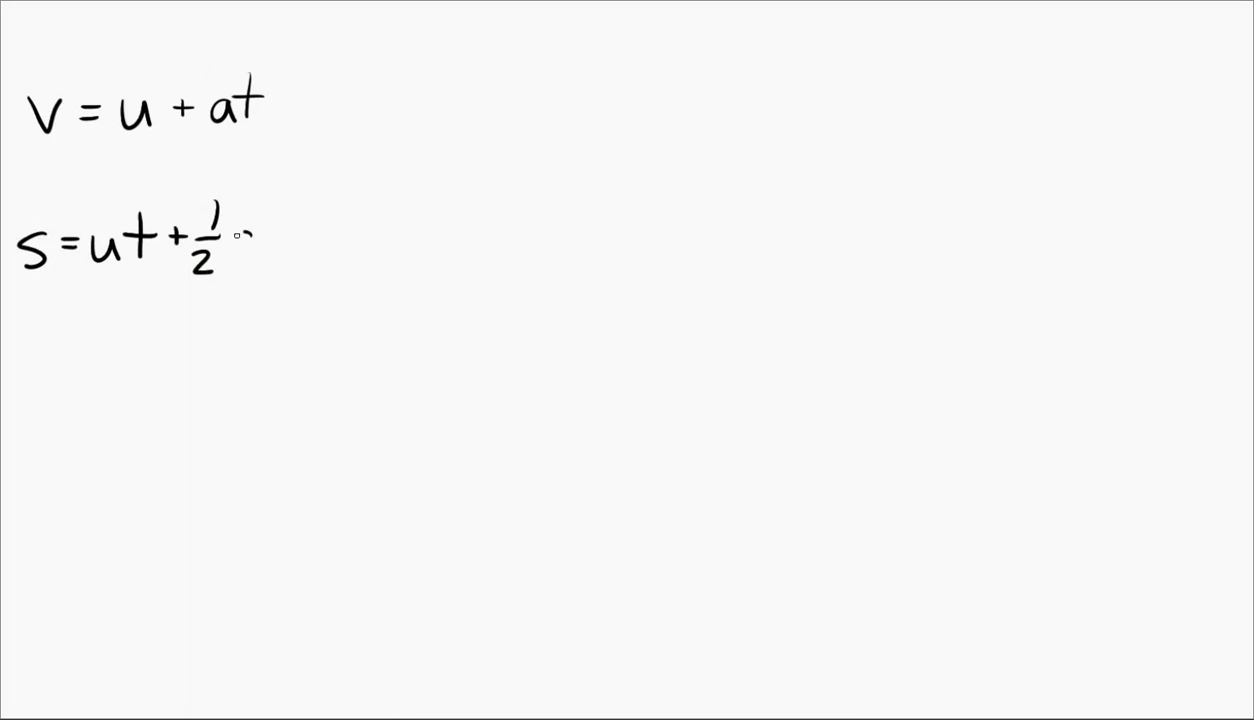 v = u + at
s = ut + 1/2